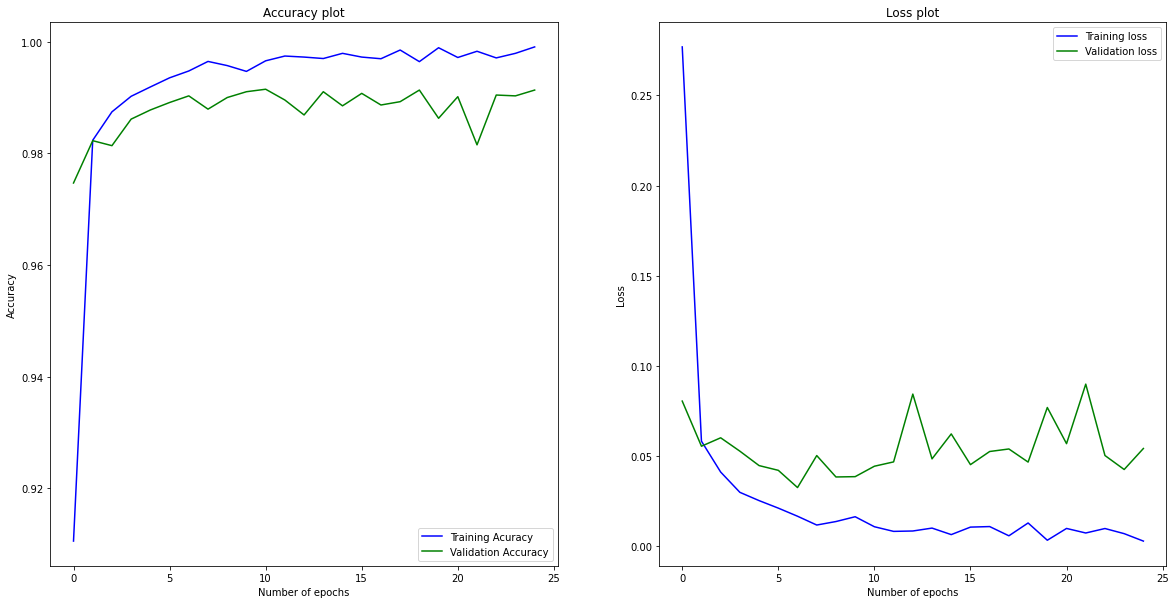 Accuracy plot
1.00
0.98
0.96
0.94
0.92
Accuracy
0 5 10 15 20 25
Number of epochs
Training Acuracy
Validation Accuracy
Loss plot
0.25
0.20
0.15
0.10
0.05
0.00
Loss
0 5 10 15 20 25
Number of epochs
Training loss
Validation loss